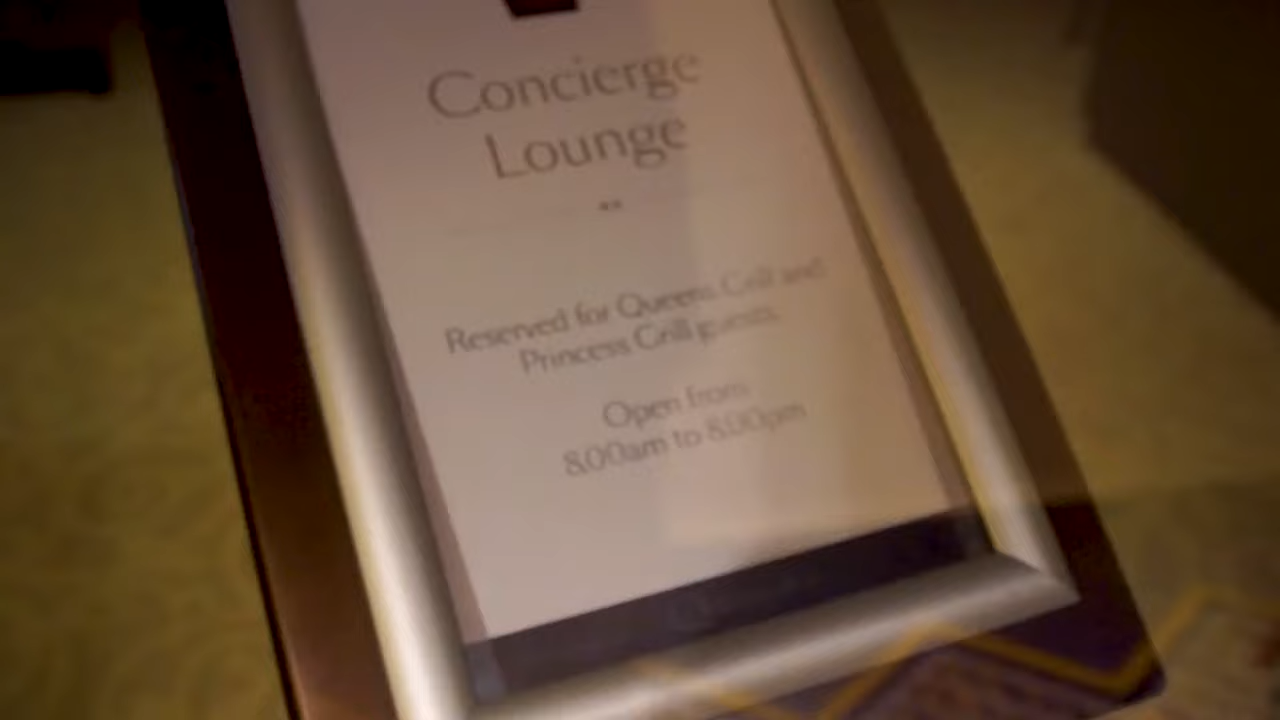 Concierge
Lounge
Reserved for Queens Grill and
Princess Grill guests.
Open from
8.00am to 8.00pm